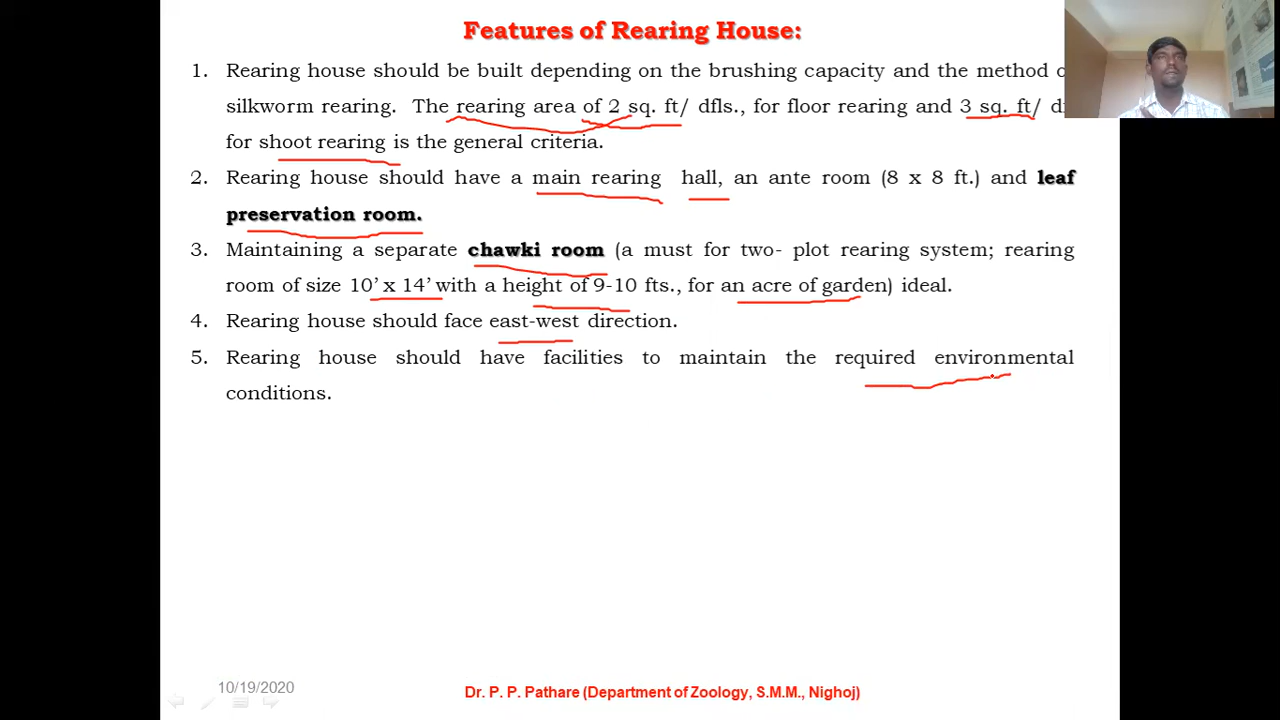 Features of Rearing House:
1. Rearing house should be built depending on the brushing capacity and the method
silkworm rearing. The rearing area of 2 sq. ft/ dfls., for floor rearing and 3 sq. ft/
for shoot rearing is the general criteria.
2. Rearing house should have a main rearing hall, an ante room (8 x 8 ft.) and leaf
preservation room.
3. Maintaining a separate chawki room (a must for two- plot rearing system; rearing
room of size 10’ x 14’ with a height of 9-10 fts., for an acre of garden) ideal.
4. Rearing house should face east-west direction.
5. Rearing house should have facilities to maintain the required environmental
conditions.
10/19/2020
Dr. P. P. Pathare (Department of Zoology, S.M.M., Nighoj)